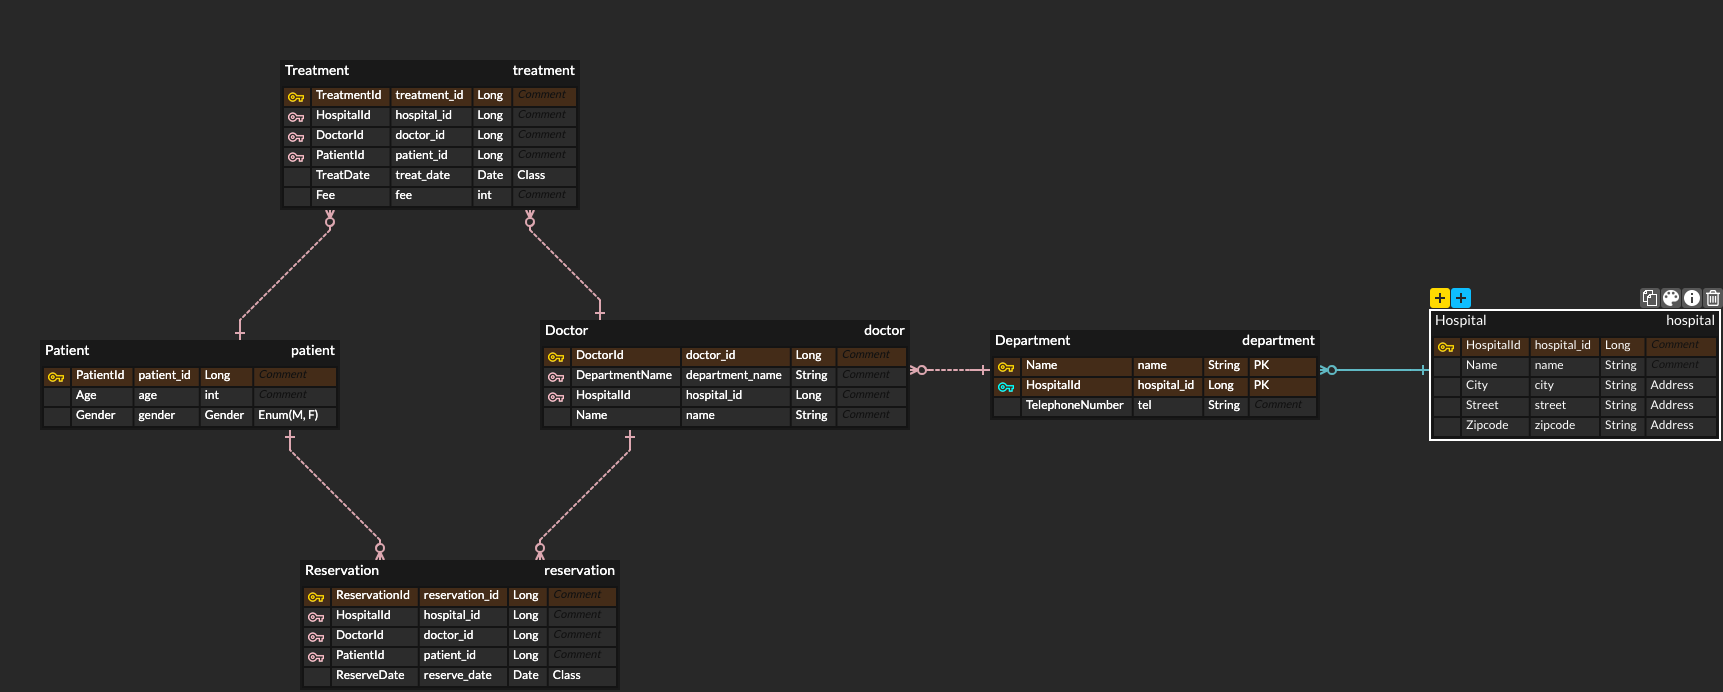 Treatment treatment
TreatmentId treatment_id Long Comment
HospitalId hospital_id Long Comment
DoctorId doctor_id Long Comment
PatientId patient_id Long Comment
TreatDate treat_date Date Class
Fee fee int Comment
Patient patient
PatientId patient_id Long Comment
Age age int Comment
Gender gender Gender Enum(M, F)
Doctor doctor
DoctorId doctor_id Long Comment
DepartmentName department_name String Comment
HospitalId hospital_id Long Comment
Name name String Comment
Department department
Name name String PK
HospitalId hospital_id Long PK
TelephoneNumber tel String Comment
Hospital hospital
HospitalId hospital_id Long Comment
Name name String Comment
City city String Address
Street street String Address
Zipcode zipcode String Address
Reservation reservation
ReservationId reservation_id Long Comment
HospitalId hospital_id Long Comment
DoctorId doctor_id Long Comment
PatientId patient_id Long Comment
ReserveDate reserve_date Date Class